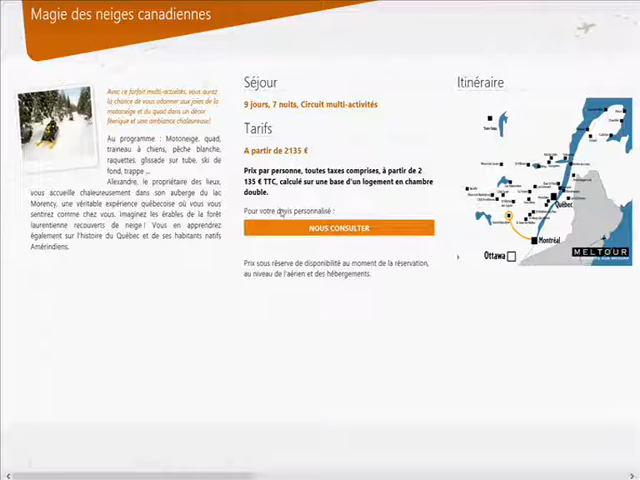 Magie des neiges canadiennes
Avec ce forfait multi-activités, vous aurez
la chance de vous adonner aux joies de la
motoneige et du quad dans un décor
féerique et une ambiance chaleureuse!
Au programme : Motoneige, quad,
traineau à chiens, pêche blanche,
raquettes, glissade sur tube, ski de
fond, trappe ...
Alexandre, le propriétaire des lieux,
vous accueille chaleureusement dans son auberge du lac
Morency, une véritable expérience québécoise où vous vous
sentirez comme chez vous. Imaginez les érables de la forêt
laurentienne recouverts de neige! Vous en apprendrez
également sur l'histoire du Québec et de ses habitants natifs
Amérindiens.
Séjour
9 jours, 7 nuits, Circuit multi-activités
Tarifs
A partir de 2135 €
Prix par personne, toutes taxes comprises, à partir de 2
135 € TTC, calculé sur une base d'un logement en chambre
double.
Pour votre devis personnalisé :
NOUS CONSULTER
Prix sous réserve de disponibilité au moment de la réservation,
au niveau de l'aérien et des hébergements.
Itinéraire
Québec
Montréal
Ottawa
MELTOUR